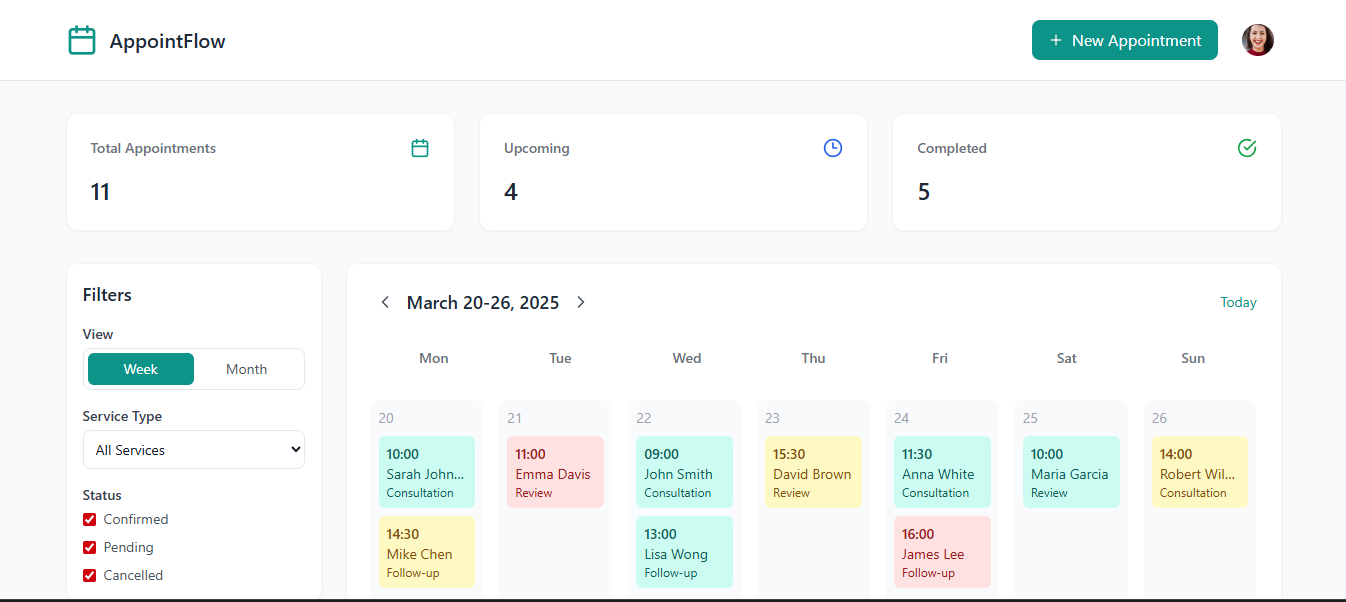 AppointFlow
+ New Appointment
Total Appointments
11
Upcoming
4
Completed
5
Filters
View
Week
Month
Service Type
All Services
Status
Confirmed
Pending
Cancelled
March 20-26, 2025
Today
Mon
Tue
Wed
Thu
Fri
Sat
Sun
20
10:00
Sarah John...
Consultation
14:30
Mike Chen
Follow-up
21
11:00
Emma Davis
Review
22
09:00
John Smith
Consultation
13:00
Lisa Wong
Follow-up
23
15:30
David Brown
Review
24
11:30
Anna White
Consultation
16:00
James Lee
Follow-up
25
10:00
Maria Garcia
Review
26
14:00
Robert Wil...
Consultation